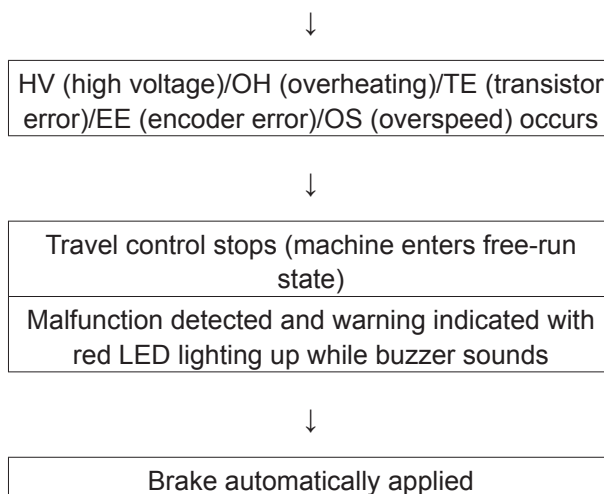 ↓
HV (high voltage)/OH (overheating)/TE (transistor
error)/EE (encoder error)/OS (overspeed) occurs
↓
Travel control stops (machine enters free-run
state)
Malfunction detected and warning indicated with
red LED lighting up while buzzer sounds
↓
Brake automatically applied